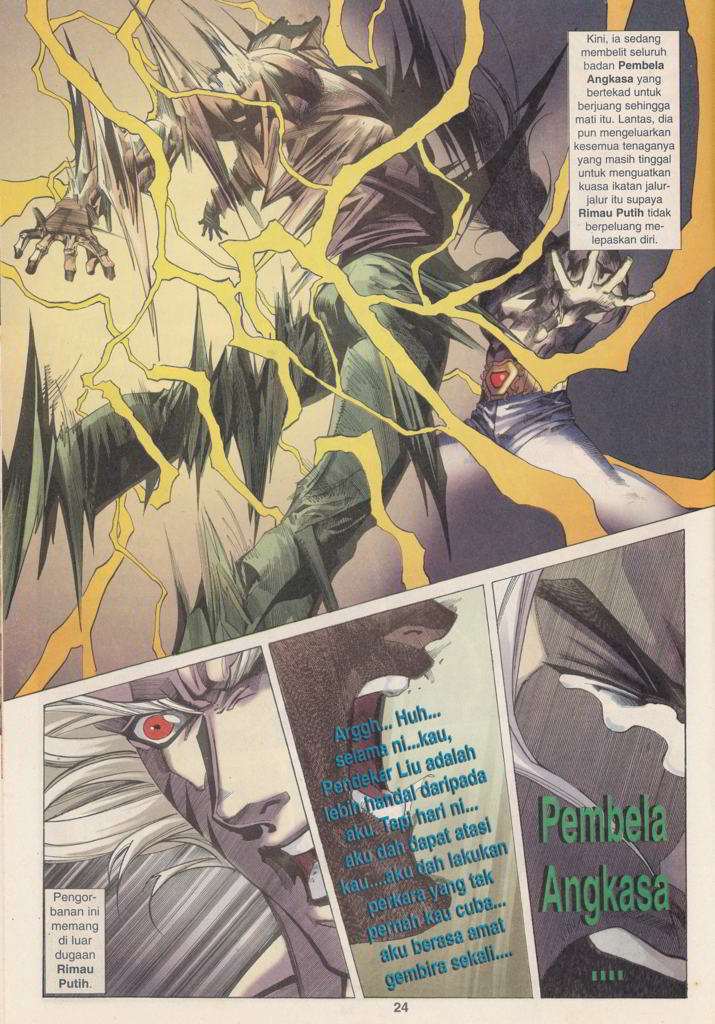 Kini, ia sedang
membelit seluruh
badan Pembela
Angkasa yang
bertekad untuk
berjuang sehingga
mati itu. Lantas, dia
pun mengeluarkan
kesemua tenaganya
yang masih tinggal
untuk menguatkan
kuasa ikatan jalur-
jalur itu supaya
Rimau Putih tidak
berpeluang me-
lepaskan diri.
Pengor-
banan ini
memang
di luar
dugaan
Rimau
Putih.
Arggh... Huh...
selama ni...kau,
Pendekar Liu adalah
lebih handal daripada
aku. Tapi hari ni...
aku dah dapat atasi
kau....aku dah lakukan
perkara yang tak
pernah kau cuba...
aku berasa amat
gembira sekali....
Pembela
Angkasa
....
24